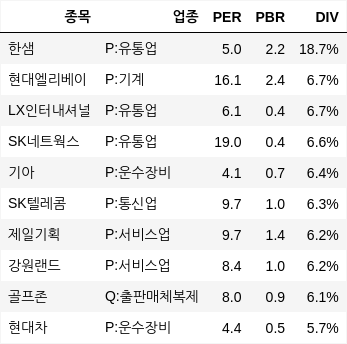 종목 업종 PER PBR DIV
한샘 P:유통업 5.0 2.2 18.7%
현대엘리베이 P:기계 16.1 2.4 6.7%
LX인터내셔널 P:유통업 6.1 0.4 6.7%
SK네트웍스 P:유통업 19.0 0.4 6.6%
기아 P:운수장비 4.1 0.7 6.4%
SK텔레콤 P:통신업 9.7 1.0 6.3%
제일기획 P:서비스업 9.7 1.4 6.2%
강원랜드 P:서비스업 8.4 1.0 6.2%
골프존 Q:출판매체복제 8.0 0.9 6.1%
현대차 P:운수장비 4.4 0.5 5.7%